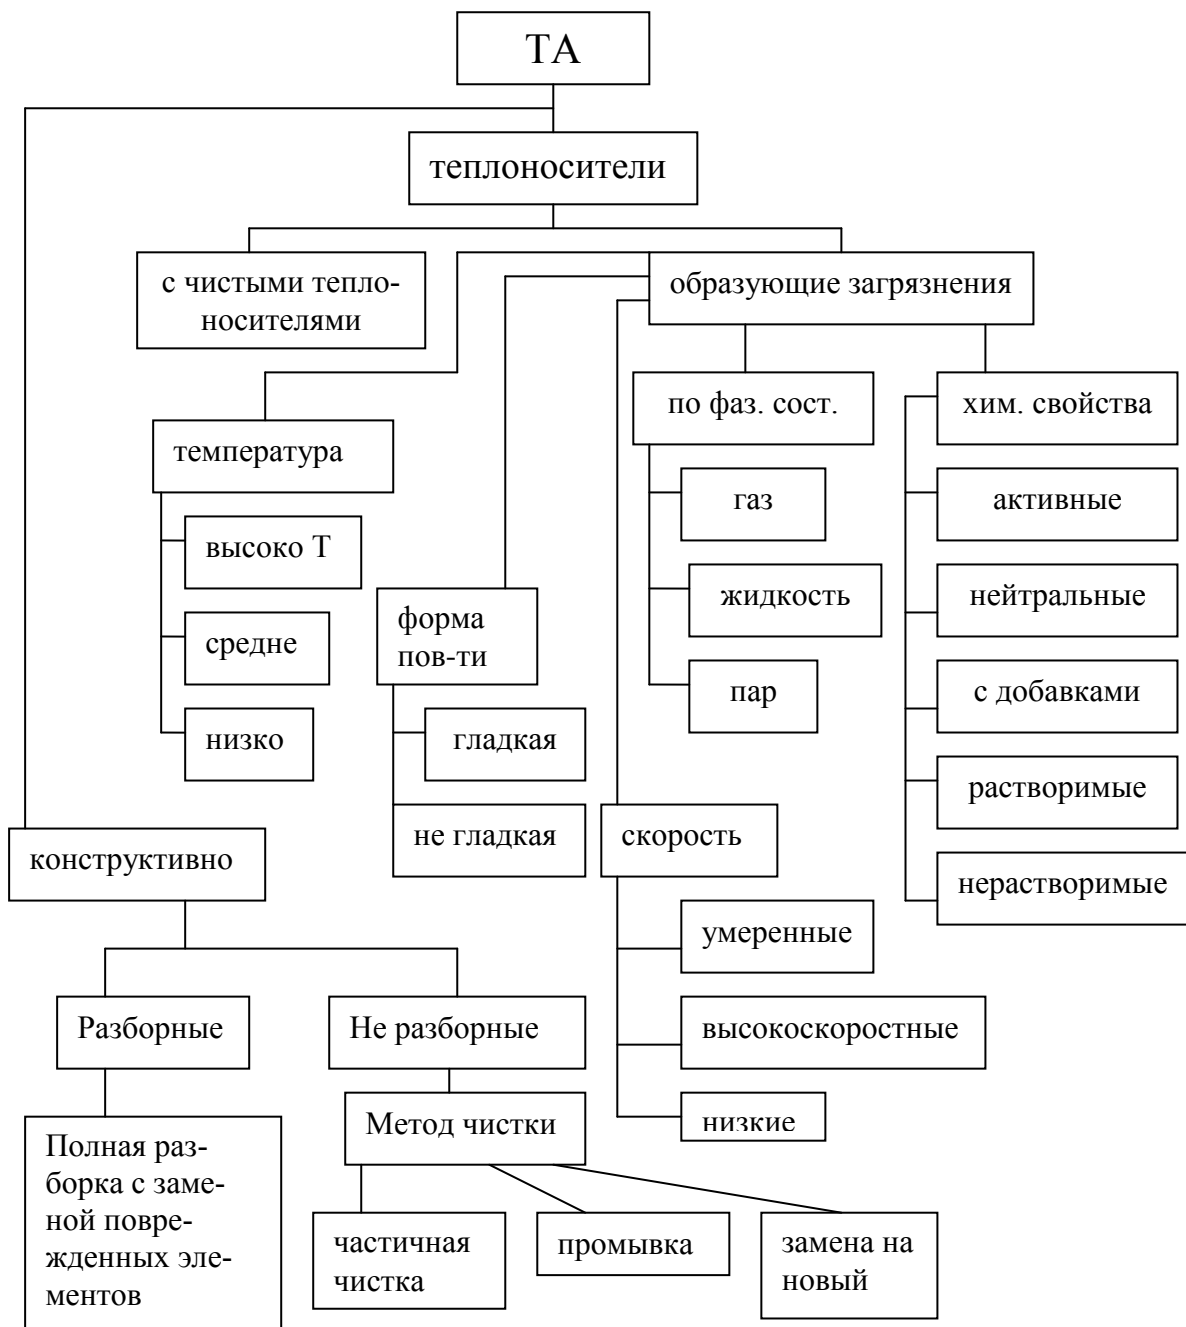 ТА
теплоносители
с чистыми тепло-
носителями
образующие загрязнения
температура
высоко Т
средне
низко
форма
пов-ти
гладкая
не гладкая
по фаз. сост.
газ
жидкость
пар
хим. свойства
активные
нейтральные
с добавками
растворимые
нерастворимые
скорость
умеренные
высокоскоростные
низкие
конструктивно
Разборные
Не разборные
Полная раз-
борка с заме-
ной повре-
жденных эле-
ментов
Метод чистки
частичная
чистка
промывка
замена на
новый